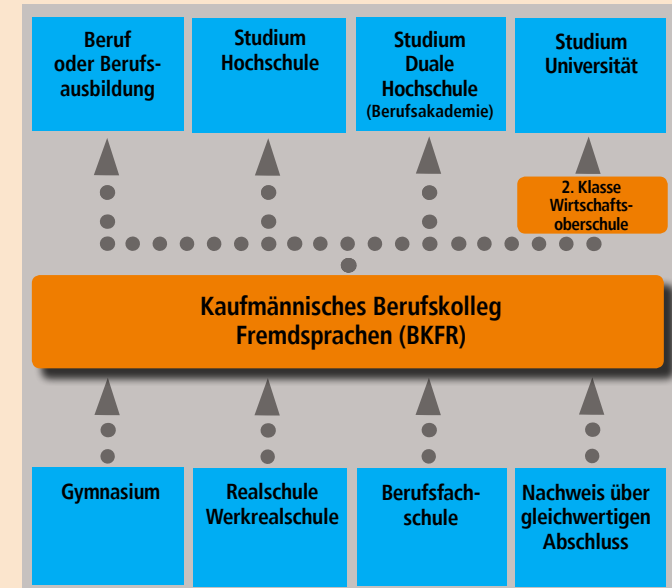 Beruf
oder Berufs-
ausbildung
Studium
Hochschule
Studium
Duale
Hochschule
(Berufsakademie)
Studium
Universität
2. Klasse
Wirtschafts-
oberschule
Kaufmännisches Berufskolleg
Fremdsprachen (BKFR)
Gymnasium
Realschule
Werkrealschule
Berufsfach-
schule
Nachweis über
gleichwertigen
Abschluss